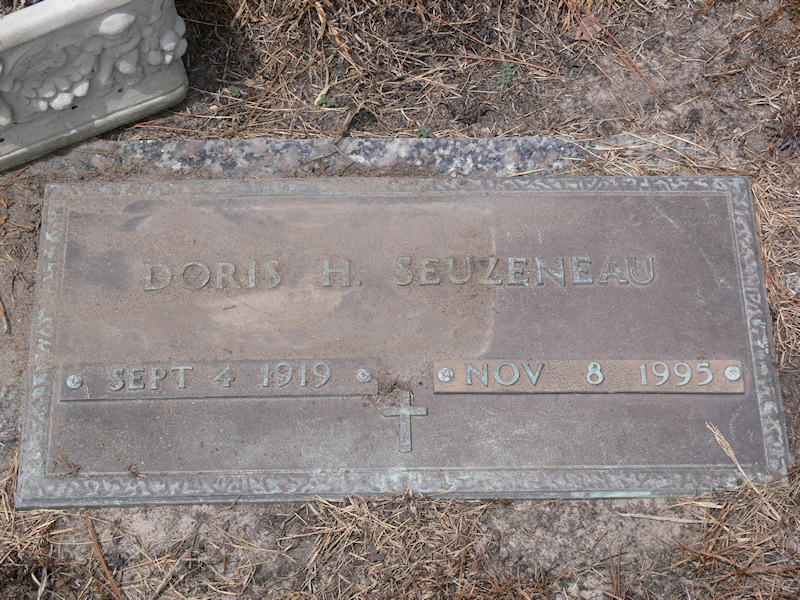 DORIS H. SEUZENEAU
SEPT 4 1919 NOV 8 1995